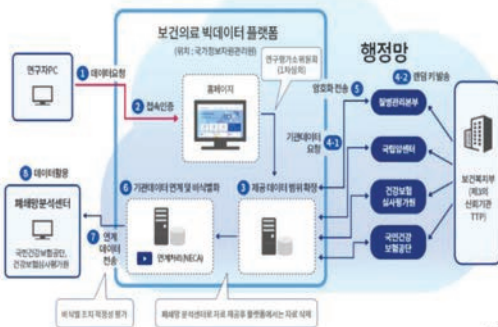 보건의료 빅데이터 플랫폼
(위치 : 국가정보자원관리원)
행정망
연구자PC
1 데이터요청
2 접속인증
홈페이지
연구평가소위원회
(1차심의)
암호화 전송 5
4-2 랜덤 키 발송
기관데이터
요청 4-1
질병관리본부
국립암센터
건강보험
심사평가원
국민건강
보험공단
보건복지부
(제3의
신뢰기관
TTP)
8 데이터활용
폐쇄망분석센터
국민건강보험공단,
건강보험심사평가원
7 연계
데이터
전송
6 기관데이터 연계 및 비식별화
연계처리(NECA)
3 제공 데이터 범위 확정
비식별 조치 적정성 평가
폐쇄망 분석센터로 자료 제공후 플랫폼에서는 자료 삭제